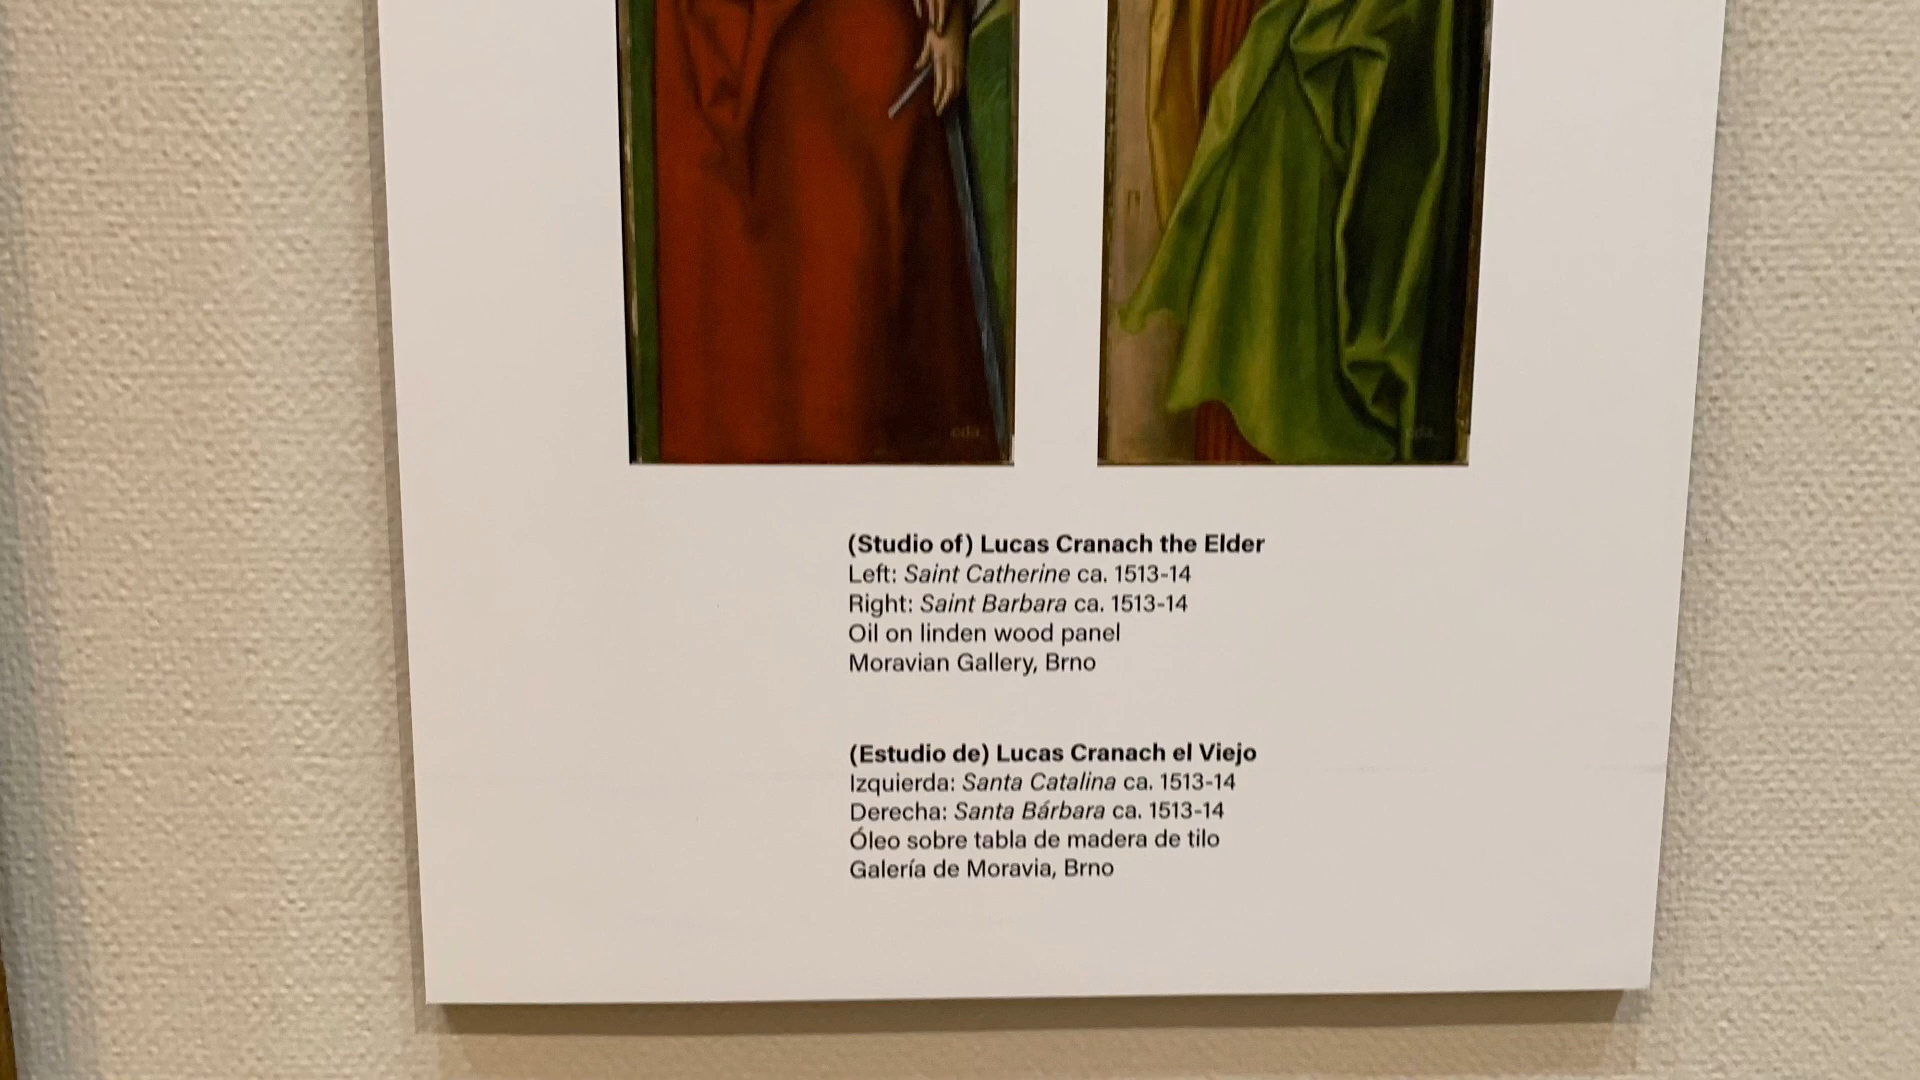 cda
(Studio of) Lucas Cranach the Elder
Left: Saint Catherine ca. 1513-14
Right: Saint Barbara ca. 1513-14
Oil on linden wood panel
Moravian Gallery, Brno
(Estudio de) Lucas Cranach el Viejo
Izquierda: Santa Catalina ca. 1513-14
Derecha: Santa Bárbara ca. 1513-14
Óleo sobre tabla de madera de tilo
Galería de Moravia, Brno